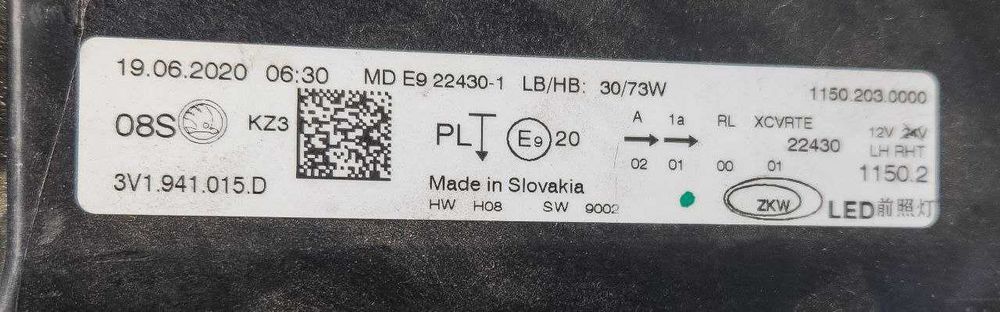 19.06.2020 06:30 MD E9 22430-1 LB/HB: 30/73W 1150.203.0000
08S KZ3 PL E9 20 A 1a RL XCVRTE 12V 24V
22430 LH RHT
02 01 00 01 1150.2
3V1.941.015.D Made in Slovakia
HW H08 SW 9002 ZKW LED前照灯